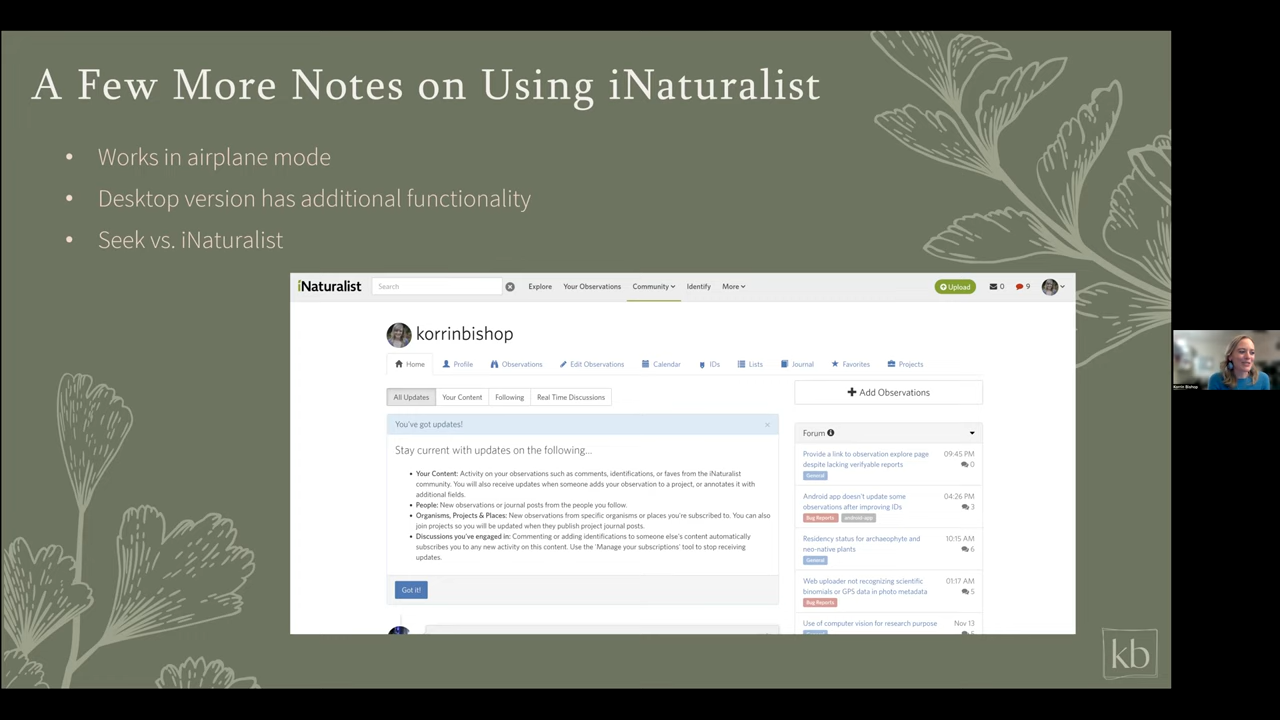 A Few More Notes on Using iNaturalist
• Works in airplane mode
• Desktop version has additional functionality
• Seek vs. iNaturalist
iNaturalist Search Explore Your Observations Community Identify More Upload 0 9
korrinbishop
Home Profile Observations Edit Observations Calendar IDs Lists Journal Favorites Projects
All Updates Your Content Following Real Time Discussions
Add Observations
You've got updates!
Stay current with updates on the following...
• Your Content: Activity on your observations such as comments, identifications, or faves from the iNaturalist
community. You will also receive updates when someone adds your observation to a project, or annotates it with
additional fields.
• People: New observations or journal posts from the people you follow.
• Organisms, Projects & Places: New observations from specific organisms or places you're subscribed to. You can also
join projects so you will be updated when they publish project journal posts.
• Discussions you've engaged in: Commenting or adding identifications to someone else's content automatically
subscribes you to any new activity on this content. Use the 'Manage your subscriptions' tool to stop receiving
updates.
Got it!
Forum
Provide a link to observation explore page 09:45 PM
despite lacking verifyable reports 0
General
Android app doesn't update some 04:26 PM
observations after improving IDs 3
Bug Reports android-app
Residency status for archaeophyte and 10:15 AM
neo-native plants 6
General
Web uploader not recognizing scientific 01:17 AM
binomials or GPS data in photo metadata 5
Bug Reports
Use of computer vision for research purpose Nov 13
kb
Korrin Bishop